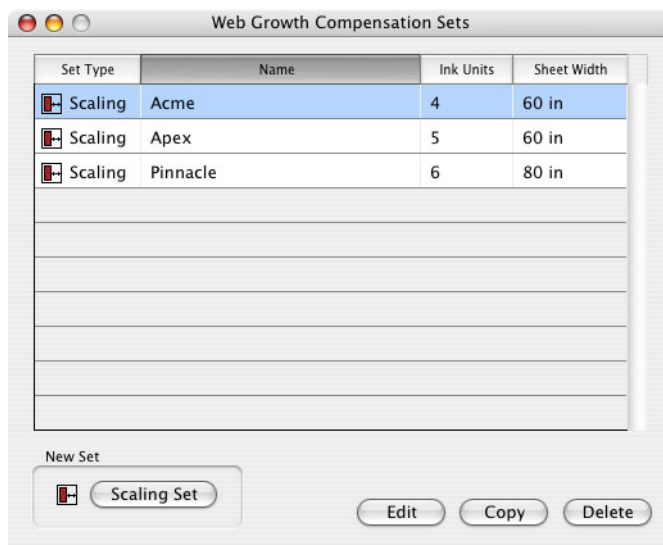 Web Growth Compensation Sets
Set Type Name Ink Units Sheet Width
Scaling Acme 4 60 in
Scaling Apex 5 60 in
Scaling Pinnacle 6 80 in
New Set
Scaling Set
Edit Copy Delete